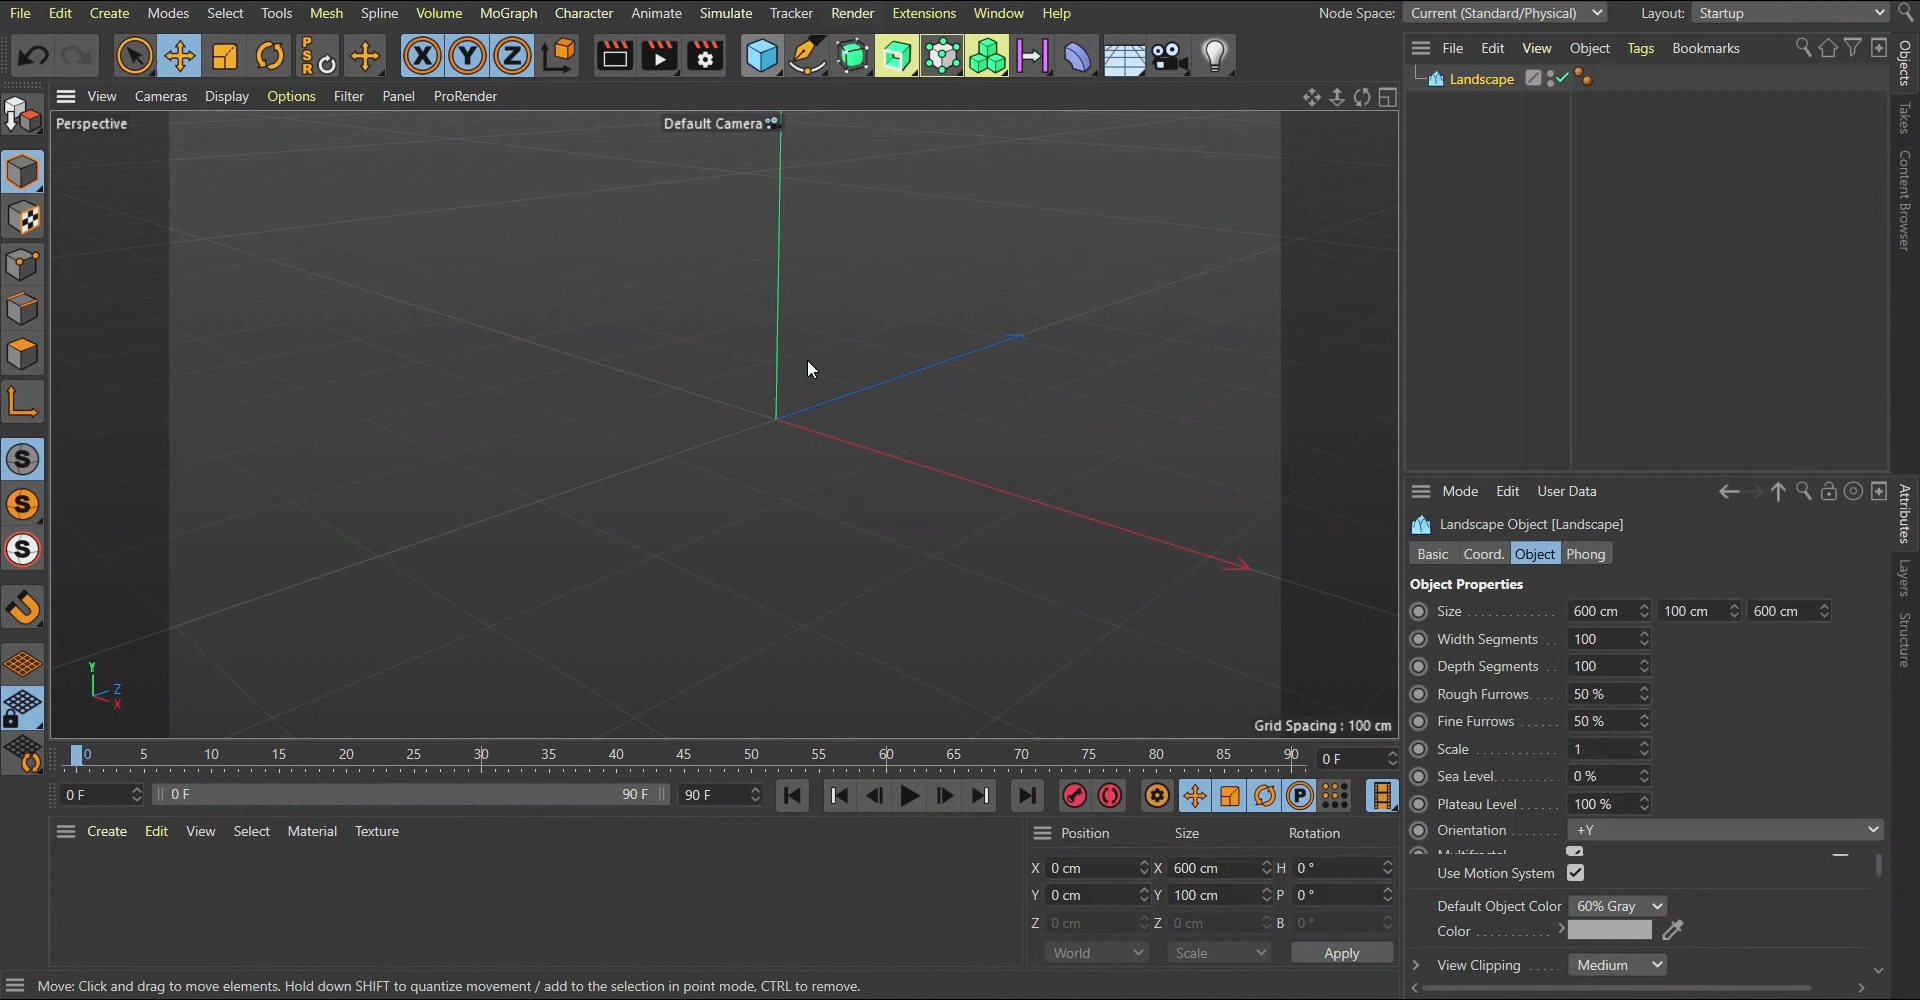 File Edit Create Modes Select Tools Mesh Spline Volume MoGraph Character Animate Simulate Tracker Render Extensions Window Help Node Space: Current (Standard/Physical) Layout: Startup
P
S
R
X Y Z
File Edit View Object Tags Bookmarks
Objects
Takes
Content Browser
Landscape
View Cameras Display Options Filter Panel ProRender
Perspective
Default Camera
S
S
S
Y
Z
X
Grid Spacing : 100 cm
Mode Edit User Data
Attributes
Layers
Structure
Landscape Object [Landscape]
Basic Coord. Object Phong
Object Properties
Size 600 cm 100 cm 600 cm
Width Segments 100
Depth Segments 100
Rough Furrows 50 %
Fine Furrows 50 %
Scale 1
Sea Level 0 %
Plateau Level 100 %
Orientation +Y
Multifractal
Use Motion System
Default Object Color 60% Gray
Color
View Clipping Medium
0 5 10 15 20 25 30 35 40 45 50 55 60 65 70 75 80 85 90 0 F
0 F 0 F 90 F 90 F
P
Create Edit View Select Material Texture
Position Size Rotation
X 0 cm X 600 cm H 0 °
Y 0 cm Y 100 cm P 0 °
Z 0 cm Z 0 cm B 0 °
World Scale Apply
Move: Click and drag to move elements. Hold down SHIFT to quantize movement / add to the selection in point mode, CTRL to remove.